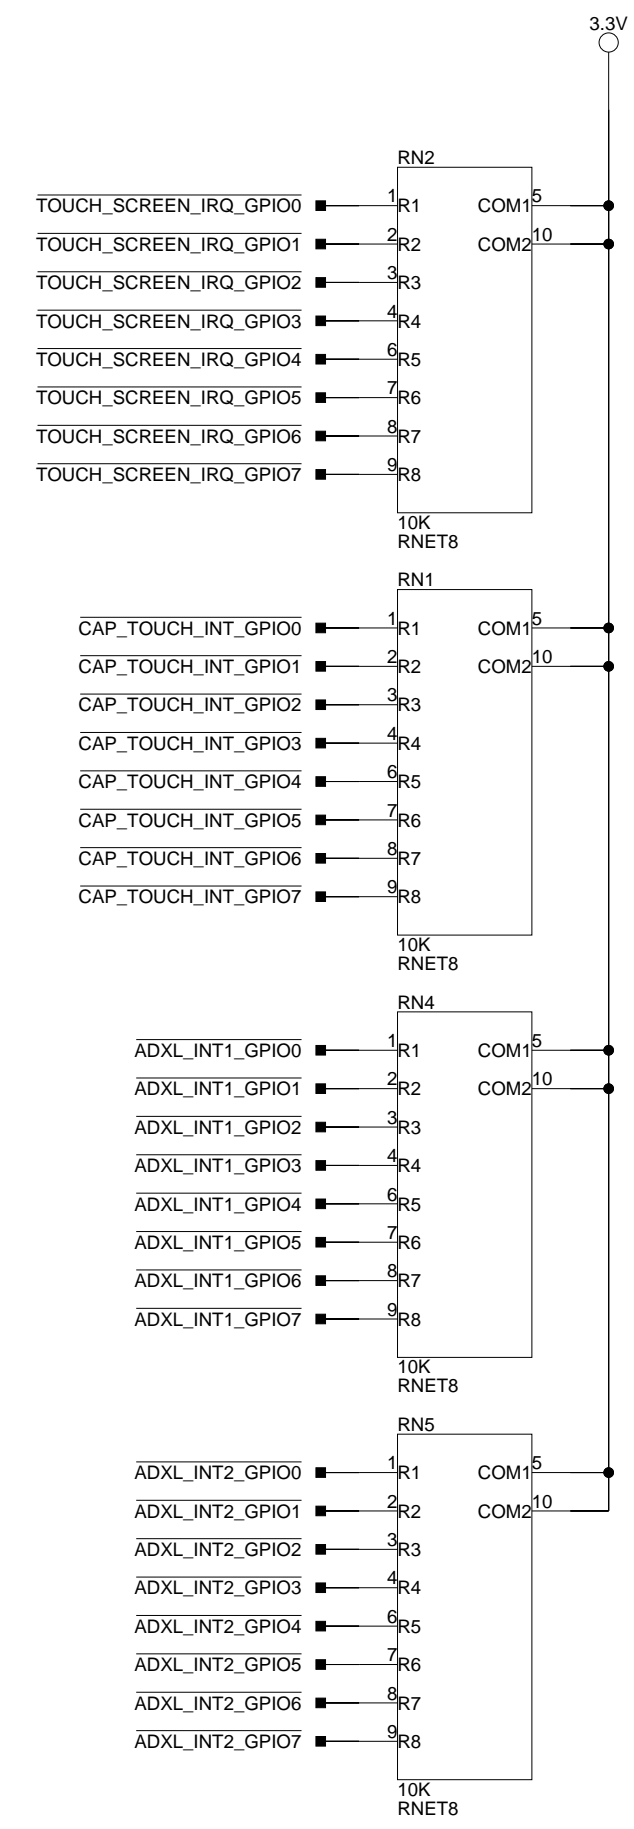 3.3V
RN2
TOUCH_SCREEN_IRQ_GPIO0 1 R1 COM1 5
TOUCH_SCREEN_IRQ_GPIO1 2 R2 COM2 10
TOUCH_SCREEN_IRQ_GPIO2 3 R3
TOUCH_SCREEN_IRQ_GPIO3 4 R4
TOUCH_SCREEN_IRQ_GPIO4 6 R5
TOUCH_SCREEN_IRQ_GPIO5 7 R6
TOUCH_SCREEN_IRQ_GPIO6 8 R7
TOUCH_SCREEN_IRQ_GPIO7 9 R8
10K
RNET8
RN1
CAP_TOUCH_INT_GPIO0 1 R1 COM1 5
CAP_TOUCH_INT_GPIO1 2 R2 COM2 10
CAP_TOUCH_INT_GPIO2 3 R3
CAP_TOUCH_INT_GPIO3 4 R4
CAP_TOUCH_INT_GPIO4 6 R5
CAP_TOUCH_INT_GPIO5 7 R6
CAP_TOUCH_INT_GPIO6 8 R7
CAP_TOUCH_INT_GPIO7 9 R8
10K
RNET8
RN4
ADXL_INT1_GPIO0 1 R1 COM1 5
ADXL_INT1_GPIO1 2 R2 COM2 10
ADXL_INT1_GPIO2 3 R3
ADXL_INT1_GPIO3 4 R4
ADXL_INT1_GPIO4 6 R5
ADXL_INT1_GPIO5 7 R6
ADXL_INT1_GPIO6 8 R7
ADXL_INT1_GPIO7 9 R8
10K
RNET8
RN5
ADXL_INT2_GPIO0 1 R1 COM1 5
ADXL_INT2_GPIO1 2 R2 COM2 10
ADXL_INT2_GPIO2 3 R3
ADXL_INT2_GPIO3 4 R4
ADXL_INT2_GPIO4 6 R5
ADXL_INT2_GPIO5 7 R6
ADXL_INT2_GPIO6 8 R7
ADXL_INT2_GPIO7 9 R8
10K
RNET8